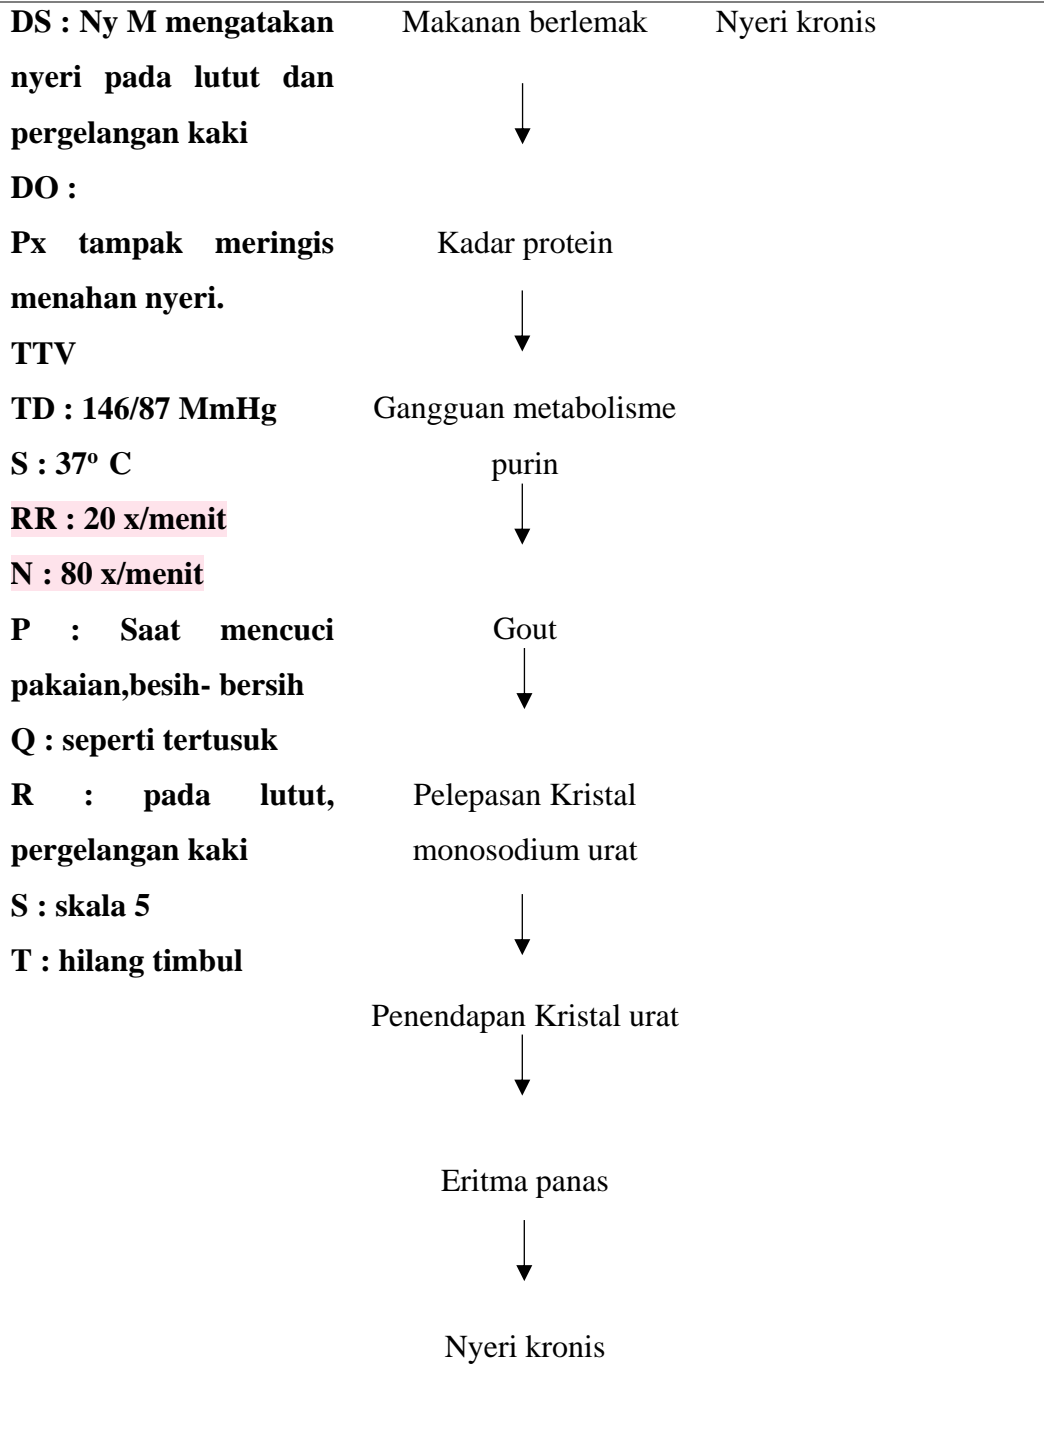 DS : Ny M mengatakan
nyeri pada lutut dan
pergelangan kaki
DO :
Px tampak meringis
menahan nyeri.
TTV
TD : 146/87 MmHg
S : 37º C
RR : 20 x/menit
N : 80 x/menit
P : Saat mencuci
pakaian,besih- bersih
Q : seperti tertusuk
R : pada lutut,
pergelangan kaki
S : skala 5
T : hilang timbul
Makanan berlemak
Kadar protein
Gangguan metabolisme
purin
Gout
Pelepasan Kristal
monosodium urat
Penendapan Kristal urat
Eritma panas
Nyeri kronis
Nyeri kronis